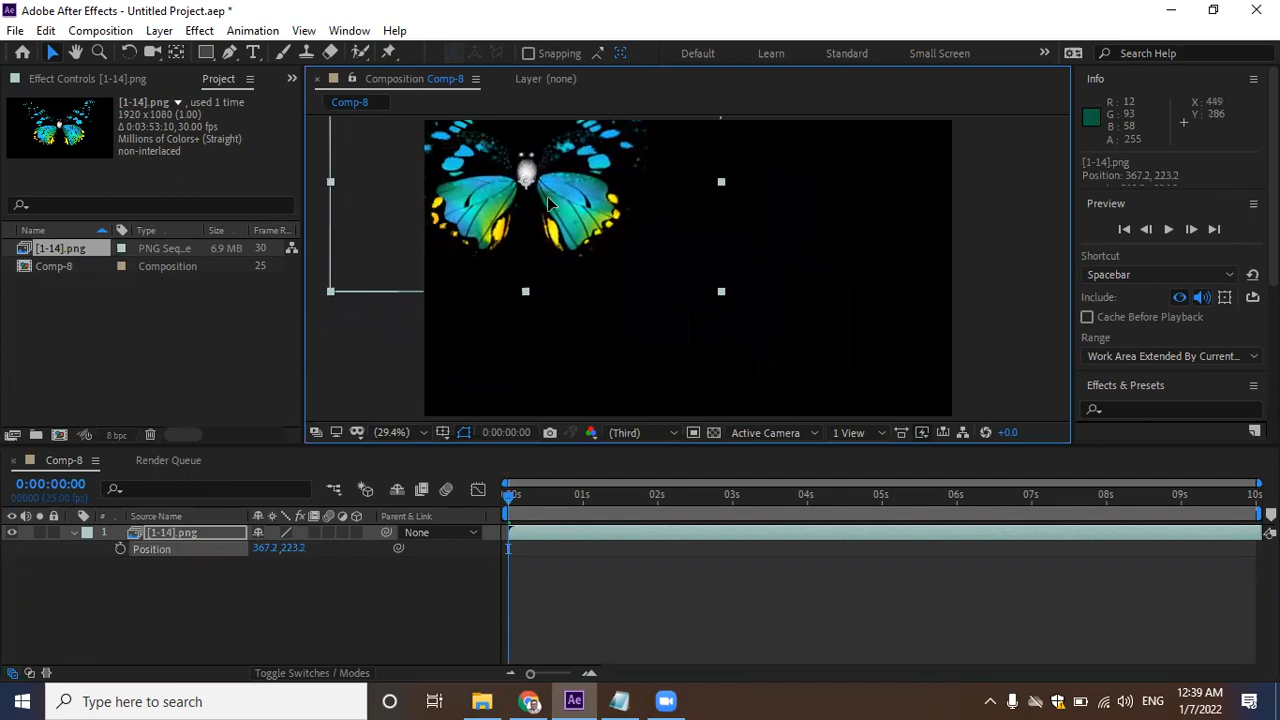 Adobe After Effects - Untitled Project.aep *
File Edit Composition Layer Effect Animation View Window Help
Snapping Default Learn Standard Small Screen Search Help
Effect Controls [1-14].png Project
Composition Comp-8 Layer (none)
Comp-8
[1-14].png , used 1 time
1920 x 1080 (1.00)
Δ 0:03:53:10, 30.00 fps
Millions of Colors+ (Straight)
non-interlaced
Name Type Size Frame R...
[1-14].png PNG Seq...e 6.9 MB 30
Comp-8 Composition 25
8 bpc
(29.4%) 0:00:00:00 (Third) Active Camera 1 View +0.0
Info
R: 12
G: 93
B: 58
A: 255
X: 449
Y: 286
[1-14].png
Position: 367.2, 223.2
Preview
Shortcut
Spacebar
Include:
Cache Before Playback
Range
Work Area Extended By Current...
Effects & Presets
Comp-8 Render Queue
0:00:00:00
00000 (25.00 fps)
01s 02s 03s 04s 05s 06s 07s 08s 09s 10s
# Source Name Parent & Link
1 [1-14].png None
Position 367.2 ,223.2
Toggle Switches / Modes
Type here to search
ENG
12:39 AM
1/7/2022